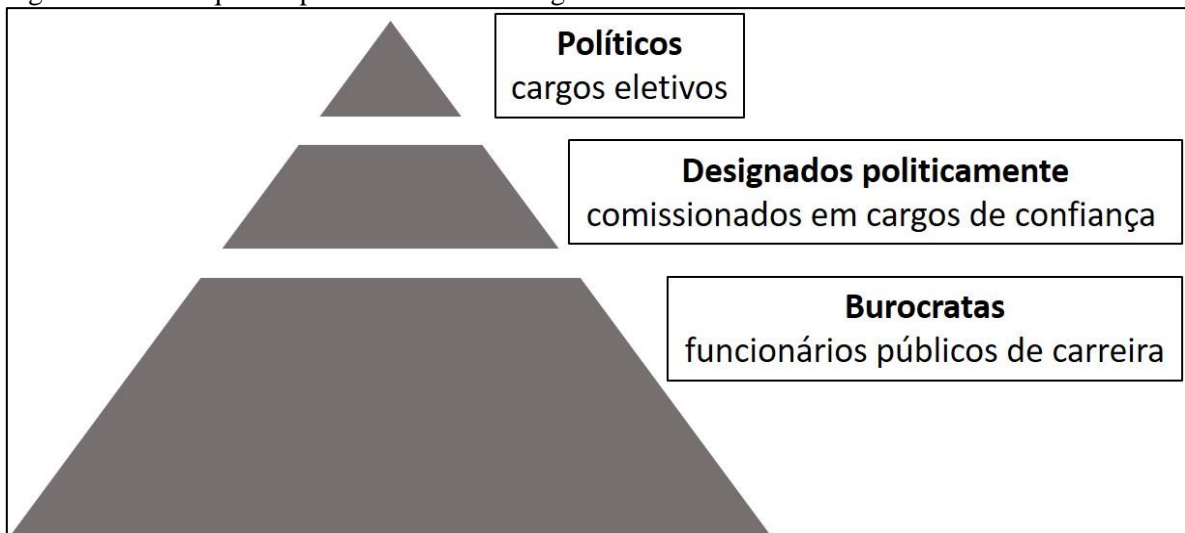 Políticos
cargos eletivos
Designados politicamente
comissionados em cargos de confiança
Burocratas
funcionários públicos de carreira